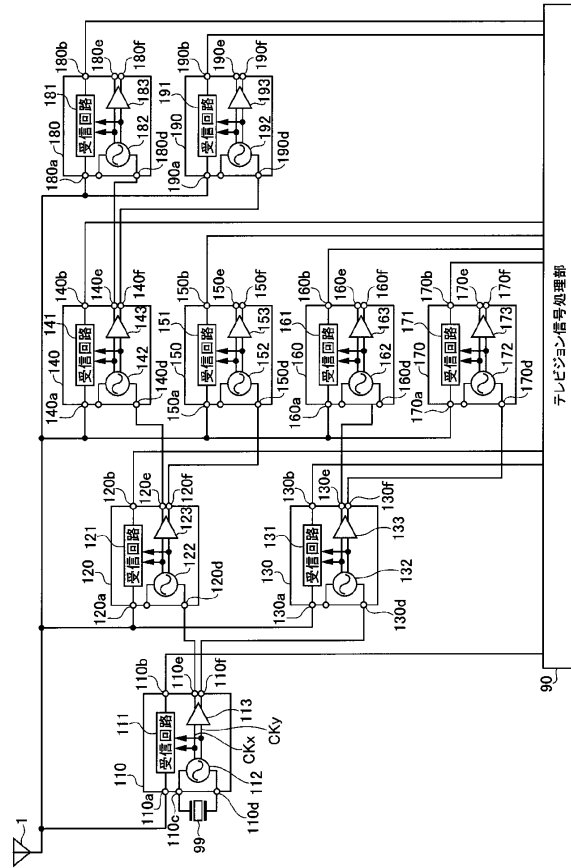 1
110
111
受信回路
110a
110b
110c
110d
110e
110f
112
113
CKx
CKy
99
120
121
受信回路
120a
120b
120d
120e
120f
122
123
130
131
受信回路
130a
130b
130d
130e
130f
132
133
140
141
受信回路
140a
140b
140d
140e
140f
142
143
150
151
受信回路
150a
150b
150d
150e
150f
152
153
160
161
受信回路
160a
160b
160d
160e
160f
162
163
170
171
受信回路
170a
170b
170d
170e
170f
172
173
180
181
受信回路
180a
180b
180d
180e
180f
182
183
190
191
受信回路
190a
190b
190d
190e
190f
192
193
90
テレビジョン信号処理部